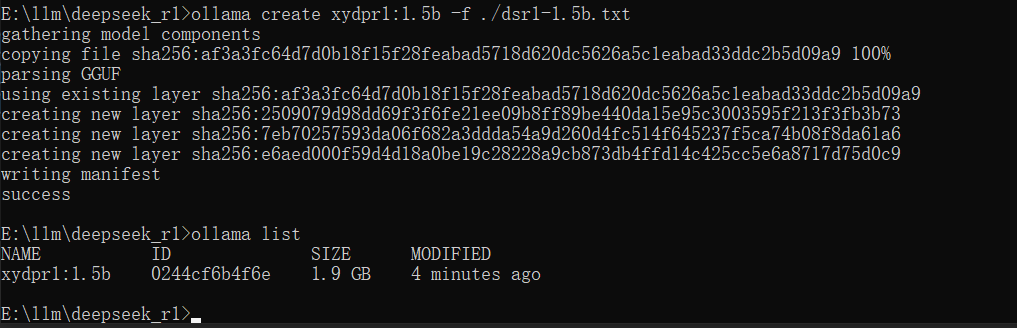 E:\llm\deepseek_r1>ollama create xydpr1:1.5b -f ./dsr1-1.5b.txt
gathering model components
copying file sha256:af3a3fc64d7d0b18f15f28feabad5718d620dc5626a5c1eabad33ddc2b5d09a9 100%
parsing GGUF
using existing layer sha256:af3a3fc64d7d0b18f15f28feabad5718d620dc5626a5c1eabad33ddc2b5d09a9
creating new layer sha256:2509079d98dd69f3f6fe21ee09b8ff89be440da15e95c3003595f213f3fb3b73
creating new layer sha256:7eb70257593da06f682a3ddda54a9d260d4fc514f645237f5ca74b08f8da61a6
creating new layer sha256:e6aed000f59d4d18a0be19c28228a9cb873db4ffd14c425cc5e6a8717d75d0c9
writing manifest
success
E:\llm\deepseek_r1>ollama list
NAME ID SIZE MODIFIED
xydpr1:1.5b 0244cf6b4f6e 1.9 GB 4 minutes ago
E:\llm\deepseek_r1>